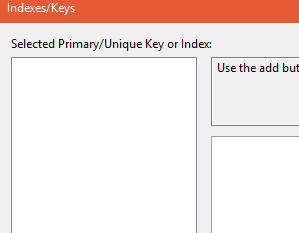 Indexes/Keys
Selected Primary/Unique Key or Index:
Use the add but